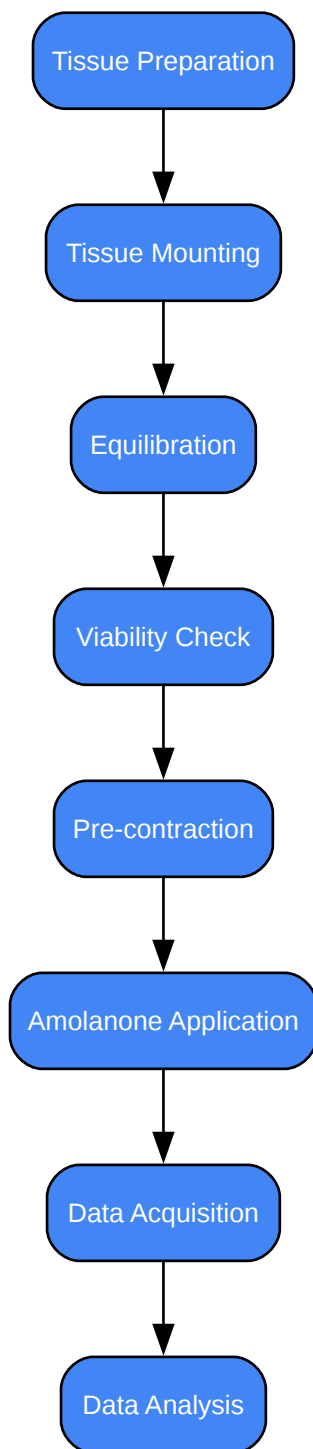 Tissue Preparation
Tissue Mounting
Equilibration
Viability Check
Pre-contraction
Amolanone Application
Data Acquisition
Data Analysis